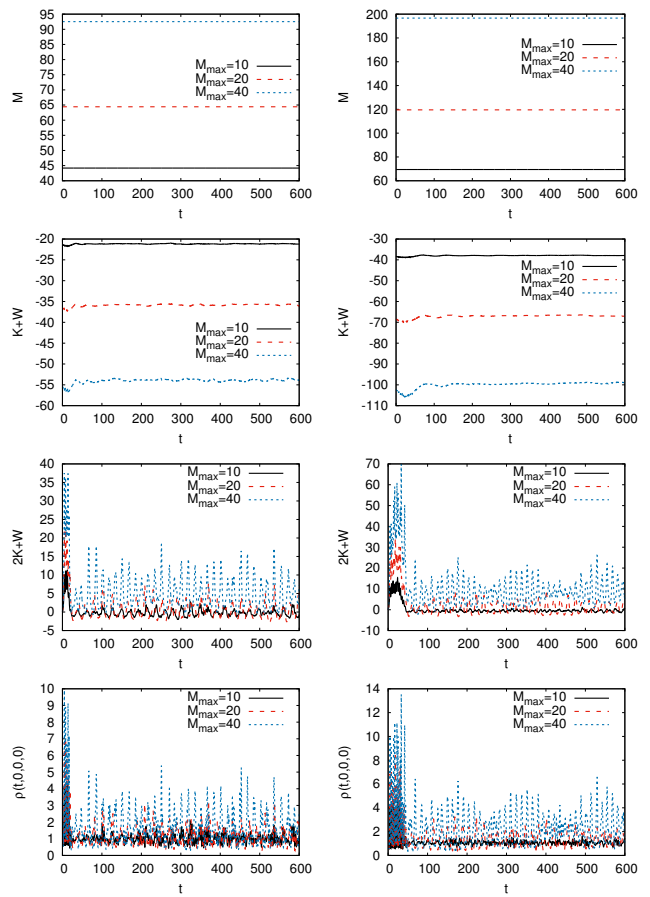 95
90
85
80
75
70
65
60
55
50
45
40
M
M_max=10
M_max=20
M_max=40
0 100 200 300 400 500 600
t
200
180
160
140
120
100
80
60
M
M_max=10
M_max=20
M_max=40
0 100 200 300 400 500 600
t
-20
-25
-30
-35
-40
-45
-50
-55
-60
K+W
M_max=10
M_max=20
M_max=40
0 100 200 300 400 500 600
t
-30
-40
-50
-60
-70
-80
-90
-100
-110
K+W
M_max=10
M_max=20
M_max=40
0 100 200 300 400 500 600
t
40
35
30
25
20
15
10
5
0
-5
2K+W
M_max=10
M_max=20
M_max=40
0 100 200 300 400 500 600
t
70
60
50
40
30
20
10
0
-10
2K+W
M_max=10
M_max=20
M_max=40
0 100 200 300 400 500 600
t
10
9
8
7
6
5
4
3
2
1
0
ρ(t,0,0,0)
M_max=10
M_max=20
M_max=40
0 100 200 300 400 500 600
t
14
12
10
8
6
4
2
0
ρ(t,0,0,0)
M_max=10
M_max=20
M_max=40
0 100 200 300 400 500 600
t